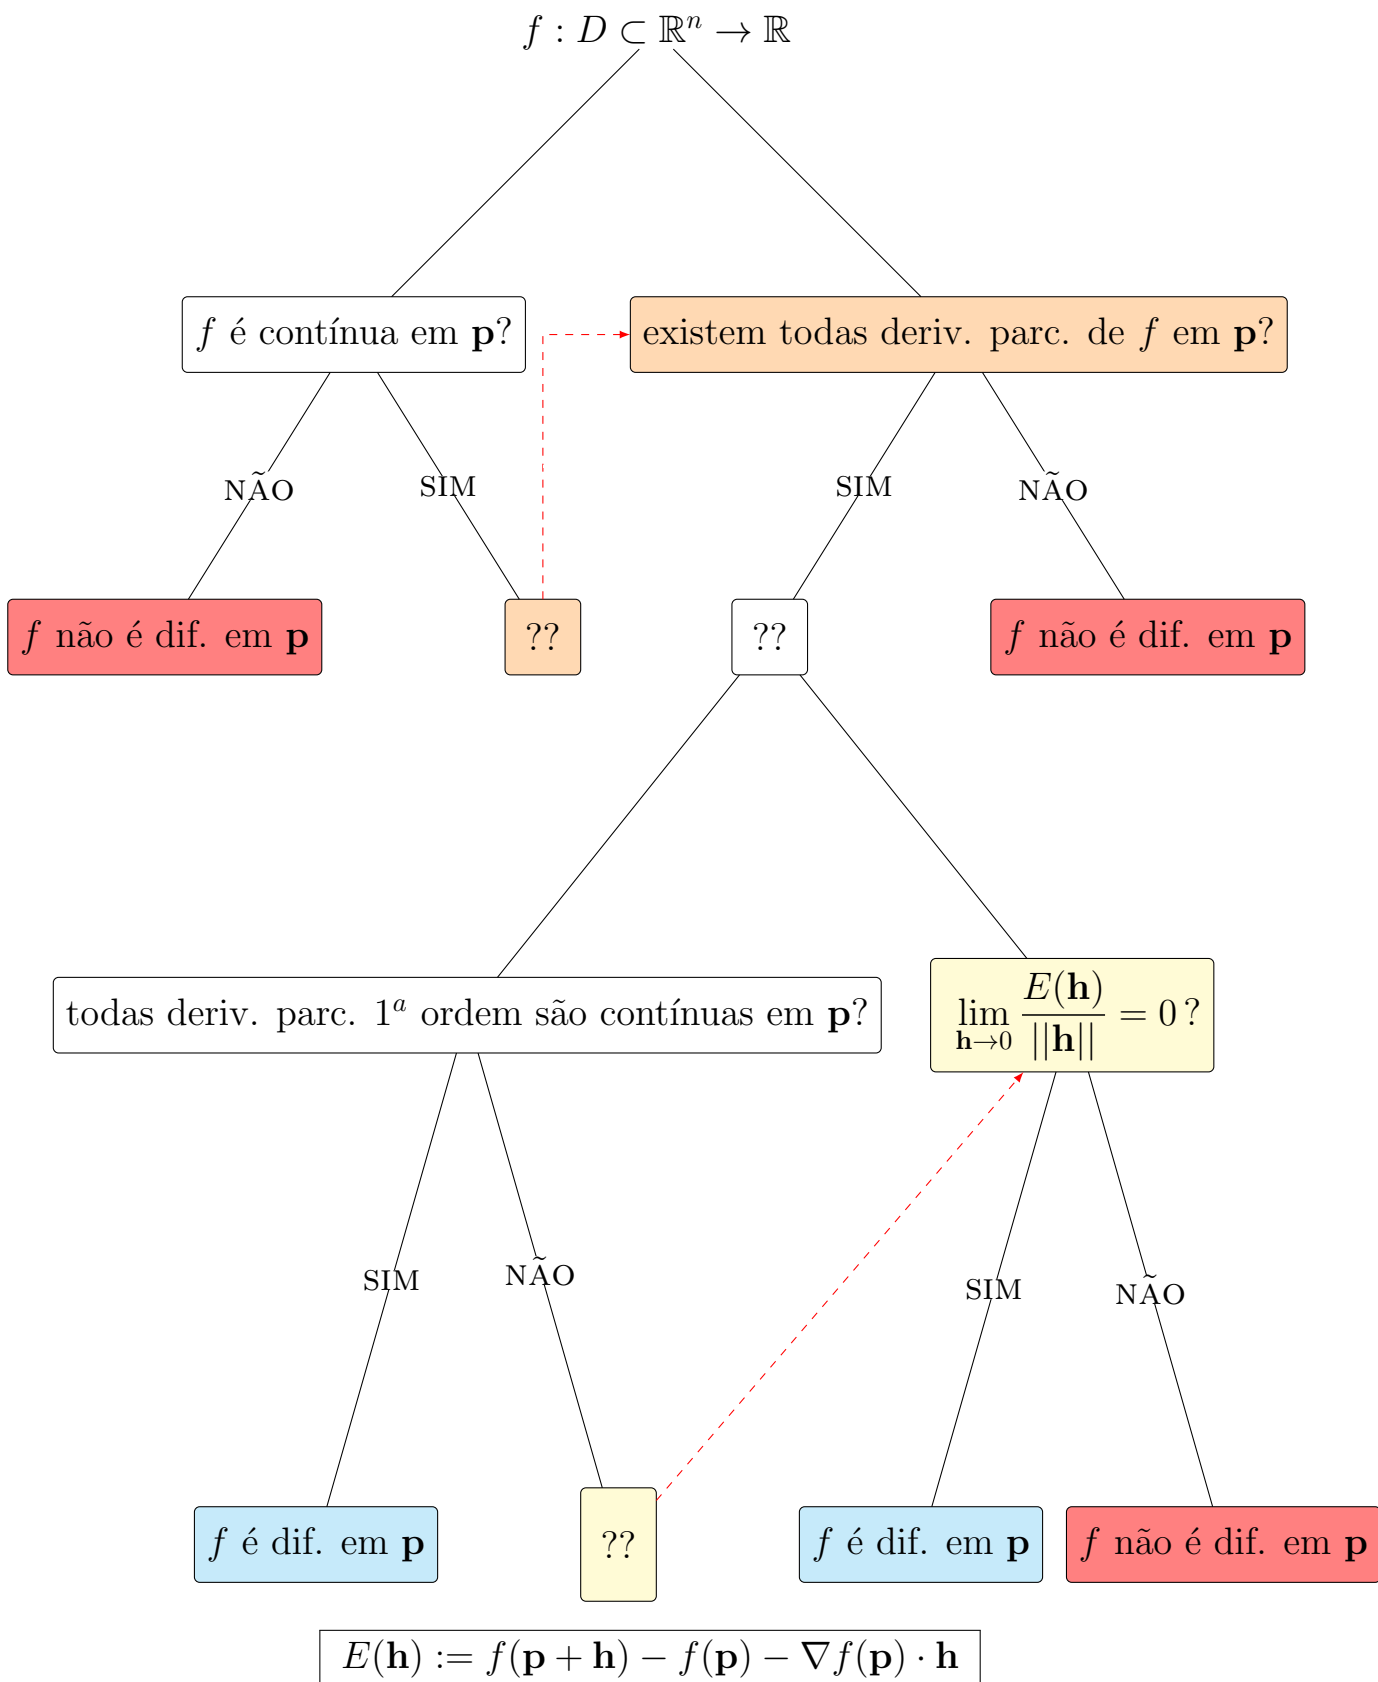 f : D ⊂ ℝⁿ → ℝ
f é contínua em p?
existem todas deriv. parc. de f em p?
NÃO
SIM
SIM
NÃO
f não é dif. em p
??
??
f não é dif. em p
todas deriv. parc. 1ᵃ ordem são contínuas em p?
lim_{h→0} E(h)/||h|| = 0 ?
SIM
NÃO
SIM
NÃO
f é dif. em p
??
f é dif. em p
f não é dif. em p
E(h) := f(p + h) − f(p) − ∇f(p) · h